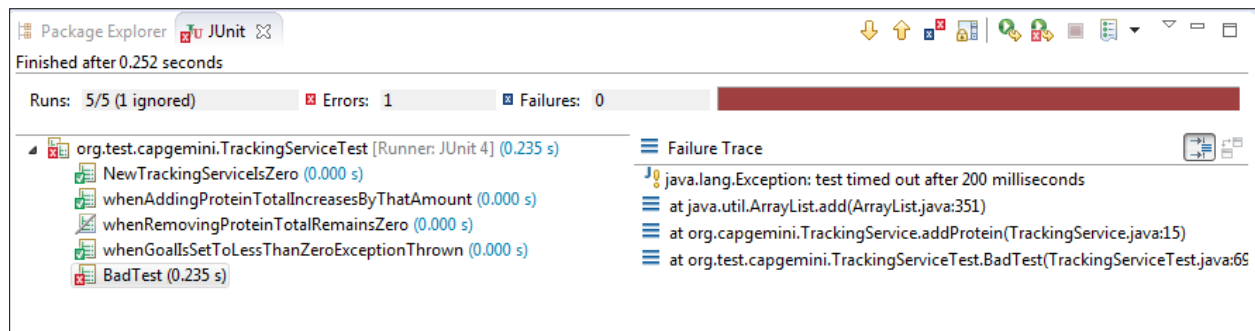 Package Explorer JUnit
Finished after 0.252 seconds
Runs: 5/5 (1 ignored) Errors: 1 Failures: 0
org.test.capgemini.TrackingServiceTest [Runner: JUnit 4] (0.235 s)
NewTrackingServiceIsZero (0.000 s)
whenAddingProteinTotalIncreasesByThatAmount (0.000 s)
whenRemovingProteinTotalRemainsZero (0.000 s)
whenGoalIsSetToLessThanZeroExceptionThrown (0.000 s)
BadTest (0.235 s)
Failure Trace
java.lang.Exception: test timed out after 200 milliseconds
at java.util.ArrayList.add(ArrayList.java:351)
at org.capgemini.TrackingService.addProtein(TrackingService.java:15)
at org.test.capgemini.TrackingServiceTest.BadTest(TrackingServiceTest.java:69